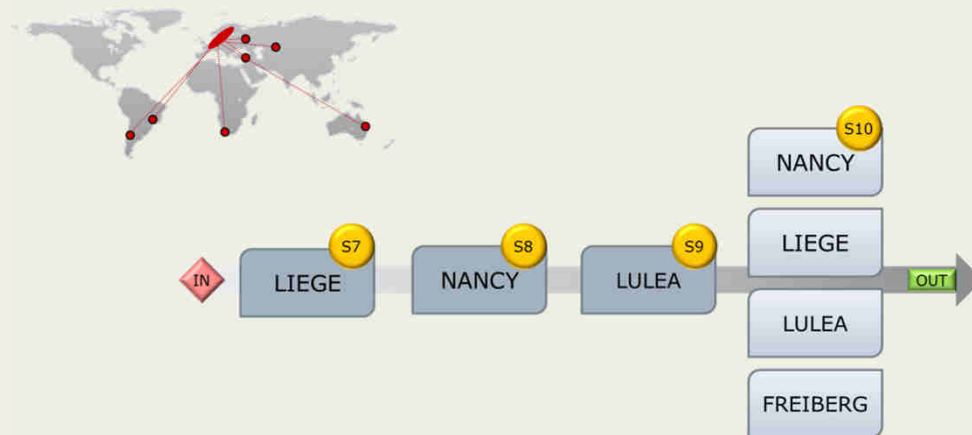 IN
S7
LIEGE
S8
NANCY
S9
LULEA
S10
NANCY
LIEGE
LULEA
FREIBERG
OUT